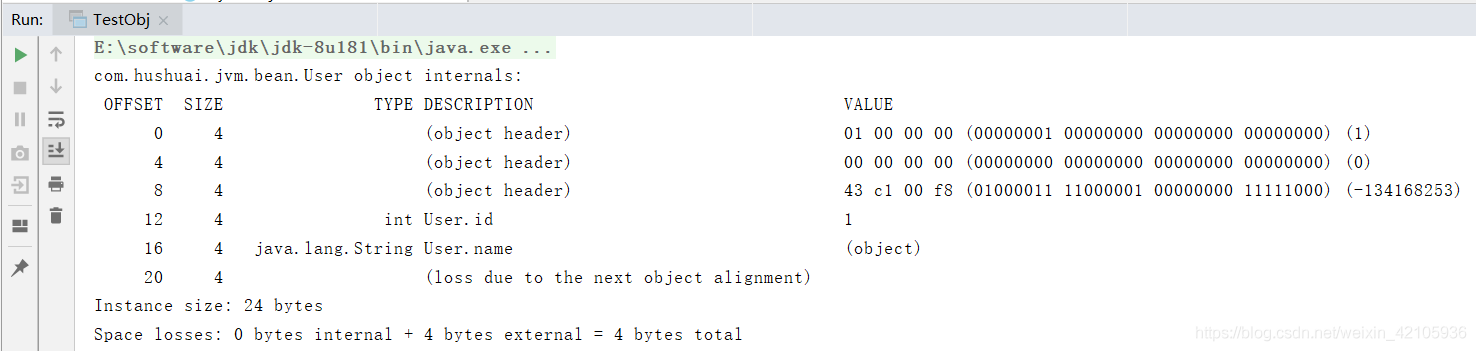 Run: TestObj
E:\software\jdk\jdk-8u181\bin\java.exe ...
com.hushuai.jvm.bean.User object internals:
OFFSET SIZE TYPE DESCRIPTION VALUE
0 4 (object header) 01 00 00 00 (00000001 00000000 00000000 00000000) (1)
4 4 (object header) 00 00 00 00 (00000000 00000000 00000000 00000000) (0)
8 4 (object header) 43 c1 00 f8 (01000011 11000001 00000000 11111000) (-134168253)
12 4 int User.id 1
16 4 java.lang.String User.name (object)
20 4 (loss due to the next object alignment)
Instance size: 24 bytes
Space losses: 0 bytes internal + 4 bytes external = 4 bytes total
https://blog.csdn.net/weixin_42105936